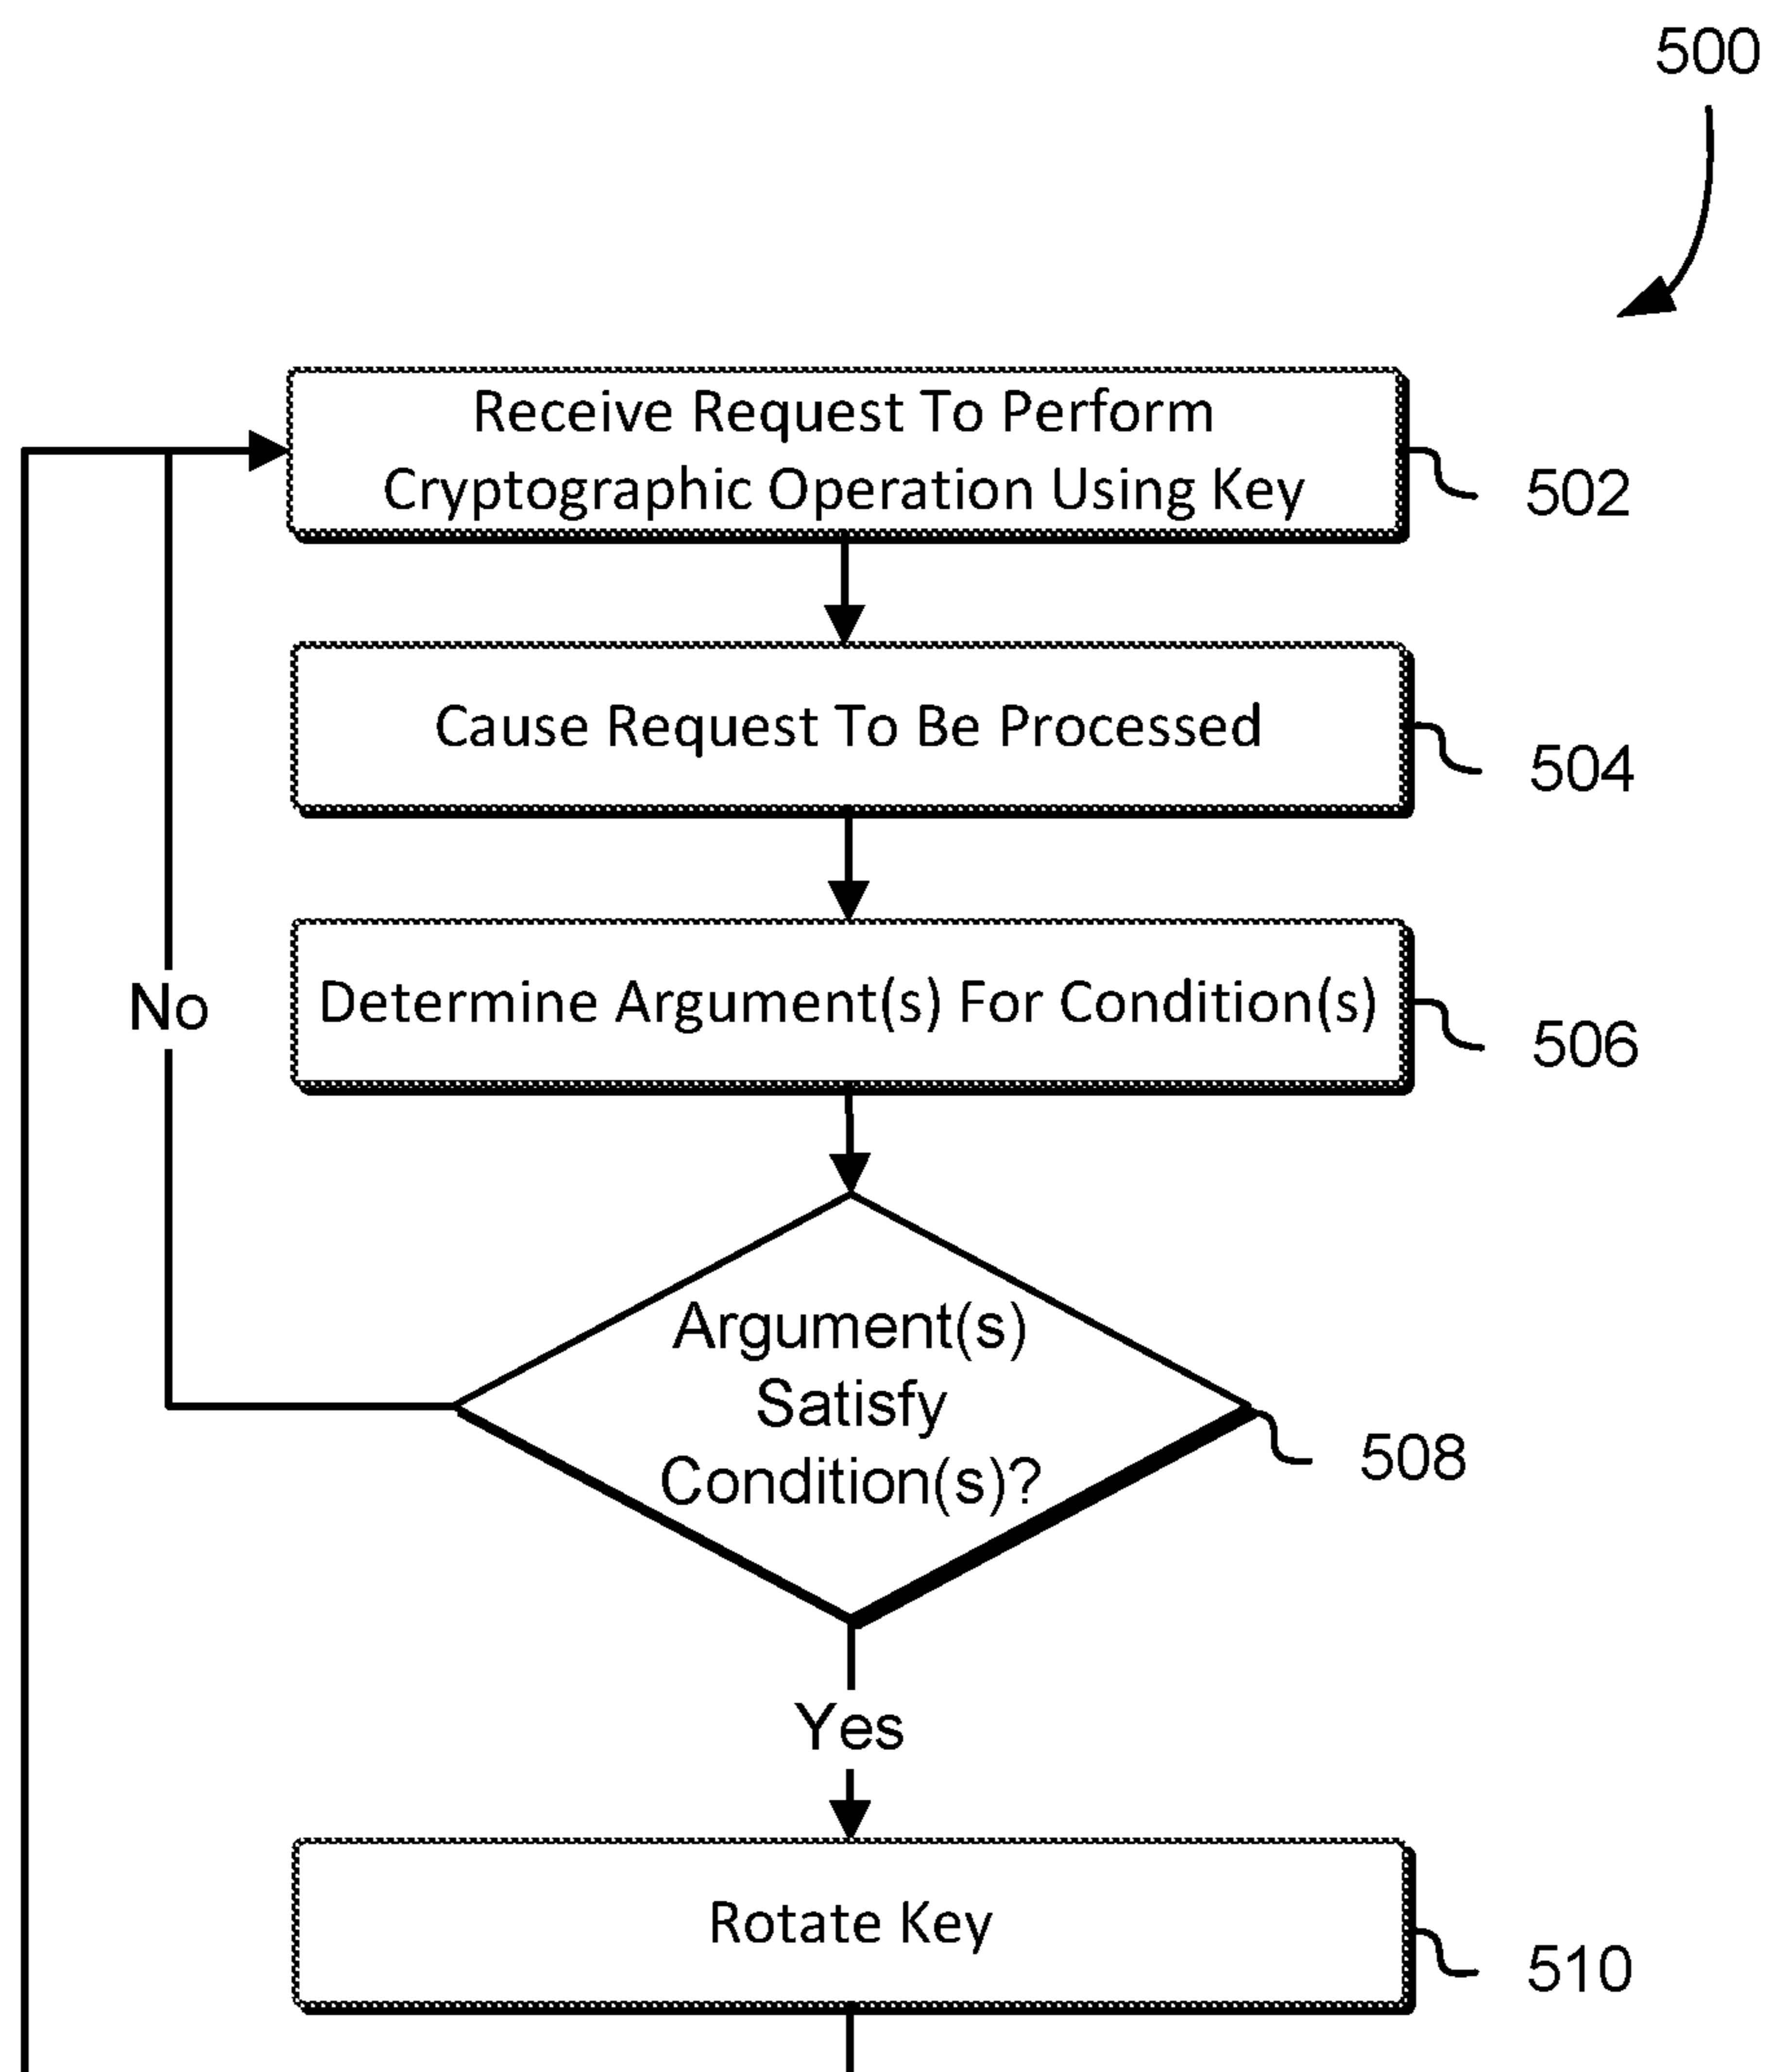 500
Receive Request To Perform
Cryptographic Operation Using Key
502
Cause Request To Be Processed
504
No
Determine Argument(s) For Condition(s)
506
Argument(s)
Satisfy
Condition(s)?
508
Yes
Rotate Key
510